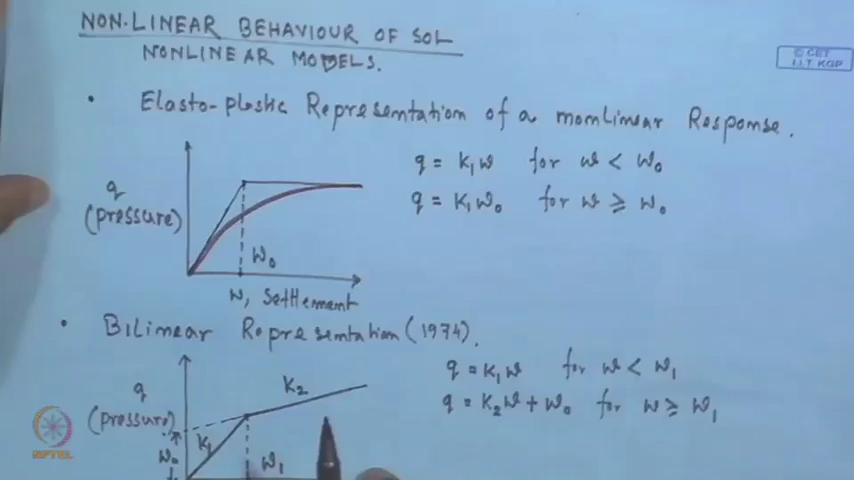 NON-LINEAR BEHAVIOUR OF SOL
NONLINEAR MODELS.
© CET
I.I.T. KGP
• Elasto-plastic Representation of a nonlinear Response.
q
(pressure)
q = K₁w for w < w₀
q = K₁w₀ for w ≥ w₀
w₀
w, Settlement
• Bilinear Representation (1974).
q
(pressure)
K₂
K₁
w₀
w₁
q = K₁w for w < w₁
q = K₂w + w₀ for w ≥ w₁
NPTEL